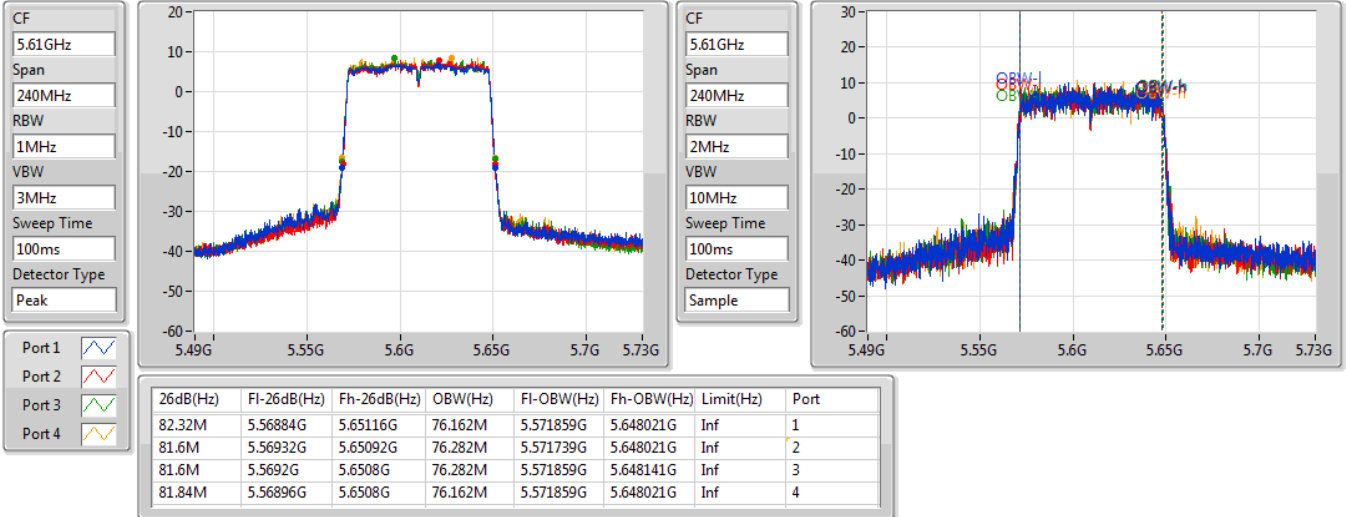 CF
5.61GHz
Span
240MHz
RBW
1MHz
VBW
3MHz
Sweep Time
100ms
Detector Type
Peak
20
10
0
-10
-20
-30
-40
-50
-60
5.49G 5.55G 5.6G 5.65G 5.7G 5.73G
CF
5.61GHz
Span
240MHz
RBW
2MHz
VBW
10MHz
Sweep Time
100ms
Detector Type
Sample
30
20
10
0
-10
-20
-30
-40
-50
-60
OBW-l
OBW-h
5.49G 5.55G 5.6G 5.65G 5.7G 5.73G
Port 1
Port 2
Port 3
Port 4
26dB(Hz) Fl-26dB(Hz) Fh-26dB(Hz) OBW(Hz) Fl-OBW(Hz) Fh-OBW(Hz) Limit(Hz) Port
82.32M 5.56884G 5.65116G 76.162M 5.571859G 5.648021G Inf 1
81.6M 5.56932G 5.65092G 76.282M 5.571739G 5.648021G Inf 2
81.6M 5.5692G 5.6508G 76.282M 5.571859G 5.648141G Inf 3
81.84M 5.56896G 5.6508G 76.162M 5.571859G 5.648021G Inf 4